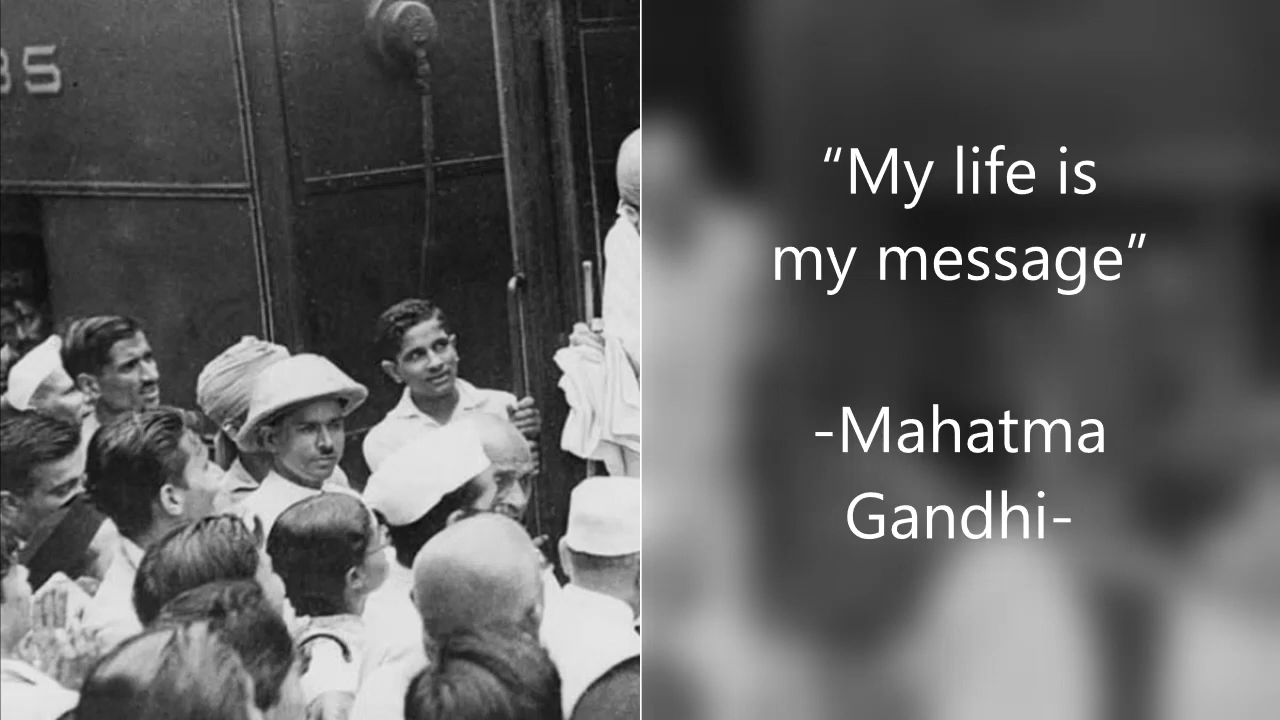 35
“My life is
my message”
-Mahatma
Gandhi-